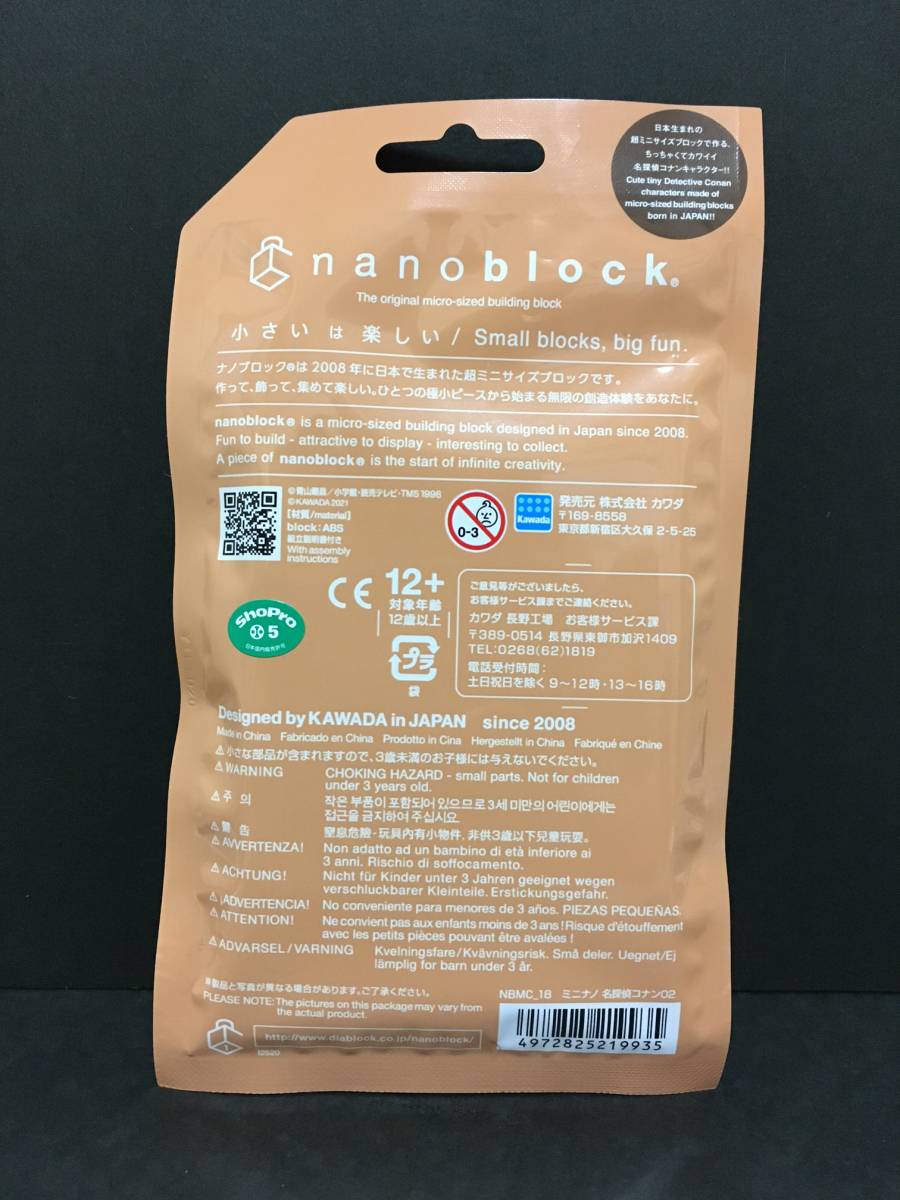 日本生まれの
超ミニサイズブロックで作る、
ちっちゃくてカワイイ
名探偵コナンキャラクター!!
Cute tiny Detective Conan
characters made of
micro-sized building blocks
born in JAPAN!!
nanoblock®
The original micro-sized building block
小さいは楽しい/ Small blocks, big fun.
ナノブロック®は2008年に日本で生まれた超ミニサイズブロックです。
作って、飾って、集めて楽しい。ひとつの極小ピースから始まる無限の創造体験をあなたに。
nanoblock® is a micro-sized building block designed in Japan since 2008.
Fun to build - attractive to display - interesting to collect.
A piece of nanoblock® is the start of infinite creativity.
©青山剛昌/小学館・読売テレビ・TMS 1996
©KAWADA 2021
[材質/material]
block:ABS
組立説明書付き
With assembly
instructions
0-3
Kawada
発売元 株式会社 カワダ
〒169-8558
東京都新宿区大久保 2-5-25
ShoPro
5
日本国内販売許可
CE
12+
対象年齢
12歳以上
プラ
袋
ご意見等がございましたら、
お客様サービス課までご連絡ください。
カワダ 長野工場 お客様サービス課
〒389-0514 長野県東御市加沢1409
TEL:0268(62)1819
電話受付時間:
土日祝日を除く 9〜12時・13〜16時
Designed by KAWADA in JAPAN since 2008
Made in China Fabricado en China Prodotto in Cina Hergestellt in China Fabriqué en Chine
⚠小さな部品が含まれますので、3歳未満のお子様には与えないでください。
⚠WARNING CHOKING HAZARD - small parts. Not for children
under 3 years old.
⚠주 의 작은 부품이 포함되어 있으므로 3세 미만의 어린이에게는
접근을 금지하여 주십시요.
⚠警 告 窒息危險-玩具內有小物件, 非供3歲以下兒童玩耍。
⚠AVVERTENZA! Non adatto ad un bambino di età inferiore ai
3 anni. Rischio di soffocamento.
⚠ACHTUNG! Nicht für Kinder unter 3 Jahren geeignet wegen
verschluckbarer Kleinteile. Erstickungsgefahr.
⚠¡ADVERTENCIA! No conveniente para menores de 3 años. PIEZAS PEQUEÑAS.
⚠ATTENTION! Ne convient pas aux enfants moins de 3 ans ! Risque d'étouffement
avec les petits pièces pouvant être avalées !
⚠ADVARSEL/VARNING Kvelningsfare/Kvävningsrisk. Små deler. Uegnet/Ej
lämplig for barn under 3 år.
※製品と写真が異なる場合があります。ご了承ください。
PLEASE NOTE: The pictures on this package may vary from
the actual product.
http://www.diablock.co.jp/nanoblock/
12S20
NBMC_18 ミニナノ 名探偵コナン02
4972825219935